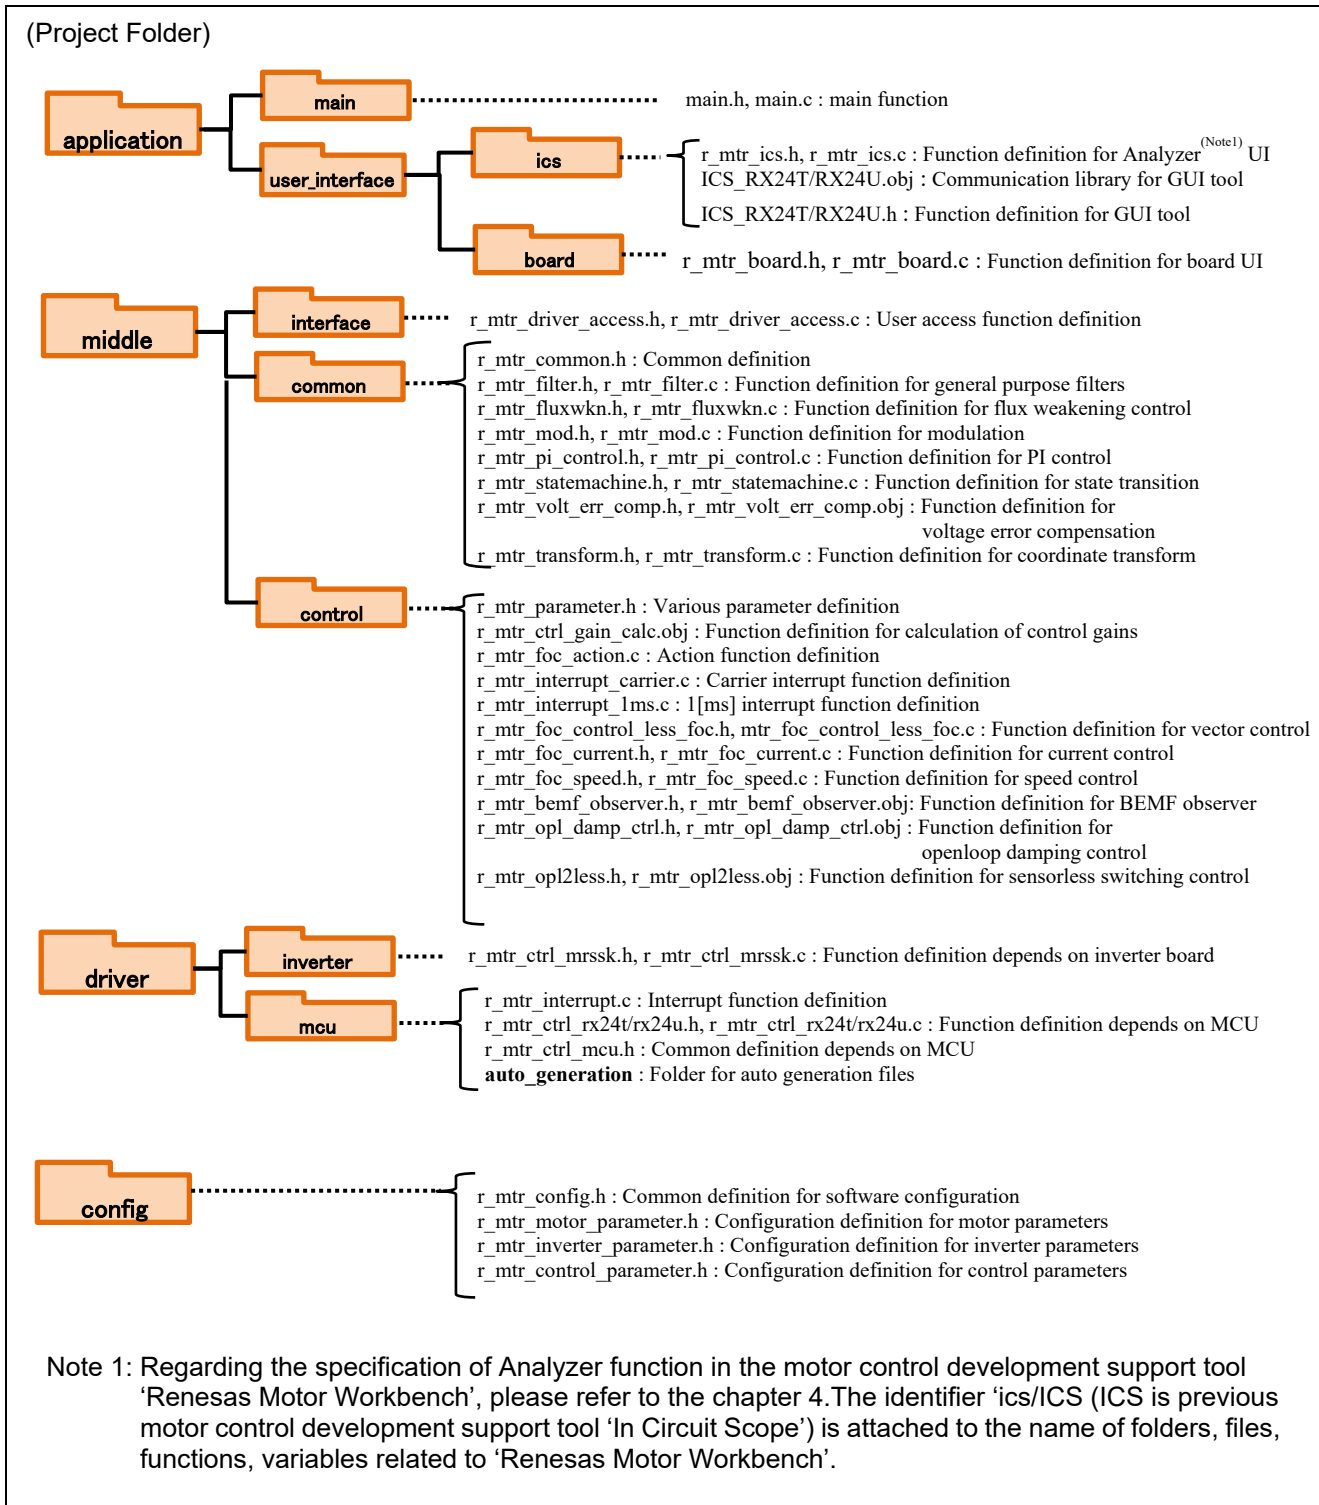 (Project Folder)
application
main
main.h, main.c : main function
user_interface
ics
r_mtr_ics.h, r_mtr_ics.c : Function definition for Analyzer(Note1) UI
ICS_RX24T/RX24U.obj : Communication library for GUI tool
ICS_RX24T/RX24U.h : Function definition for GUI tool
board
r_mtr_board.h, r_mtr_board.c : Function definition for board UI
middle
interface
r_mtr_driver_access.h, r_mtr_driver_access.c : User access function definition
common
r_mtr_common.h : Common definition
r_mtr_filter.h, r_mtr_filter.c : Function definition for general purpose filters
r_mtr_fluxwkn.h, r_mtr_fluxwkn.c : Function definition for flux weakening control
r_mtr_mod.h, r_mtr_mod.c : Function definition for modulation
r_mtr_pi_control.h, r_mtr_pi_control.c : Function definition for PI control
r_mtr_statemachine.h, r_mtr_statemachine.c : Function definition for state transition
r_mtr_volt_err_comp.h, r_mtr_volt_err_comp.obj : Function definition for
voltage error compensation
r_mtr_transform.h, r_mtr_transform.c : Function definition for coordinate transform
control
r_mtr_parameter.h : Various parameter definition
r_mtr_ctrl_gain_calc.obj : Function definition for calculation of control gains
r_mtr_foc_action.c : Action function definition
r_mtr_interrupt_carrier.c : Carrier interrupt function definition
r_mtr_interrupt_1ms.c : 1[ms] interrupt function definition
r_mtr_foc_control_less_foc.h, mtr_foc_control_less_foc.c : Function definition for vector control
r_mtr_foc_current.h, r_mtr_foc_current.c : Function definition for current control
r_mtr_foc_speed.h, r_mtr_foc_speed.c : Function definition for speed control
r_mtr_bemf_observer.h, r_mtr_bemf_observer.obj: Function definition for BEMF observer
r_mtr_opl_damp_ctrl.h, r_mtr_opl_damp_ctrl.obj : Function definition for
openloop damping control
r_mtr_opl2less.h, r_mtr_opl2less.obj : Function definition for sensorless switching control
driver
inverter
r_mtr_ctrl_mrssk.h, r_mtr_ctrl_mrssk.c : Function definition depends on inverter board
mcu
r_mtr_interrupt.c : Interrupt function definition
r_mtr_ctrl_rx24t/rx24u.h, r_mtr_ctrl_rx24t/rx24u.c : Function definition depends on MCU
r_mtr_ctrl_mcu.h : Common definition depends on MCU
auto_generation : Folder for auto generation files
config
r_mtr_config.h : Common definition for software configuration
r_mtr_motor_parameter.h : Configuration definition for motor parameters
r_mtr_inverter_parameter.h : Configuration definition for inverter parameters
r_mtr_control_parameter.h : Configuration definition for control parameters
Note 1: Regarding the specification of Analyzer function in the motor control development support tool
‘Renesas Motor Workbench’, please refer to the chapter 4.The identifier ‘ics/ICS (ICS is previous
motor control development support tool ‘In Circuit Scope’) is attached to the name of folders, files,
functions, variables related to ‘Renesas Motor Workbench’.